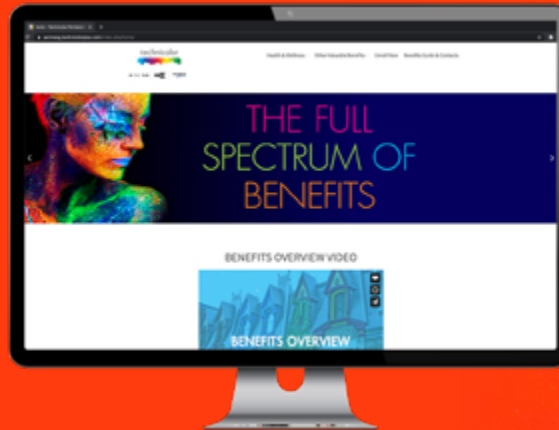 technicolor
Health & Wellness Other Valuable Benefits Enroll Now Benefits Guide & Contacts
THE FULL
SPECTRUM OF
BENEFITS
BENEFITS OVERVIEW VIDEO
BENEFITS OVERVIEW